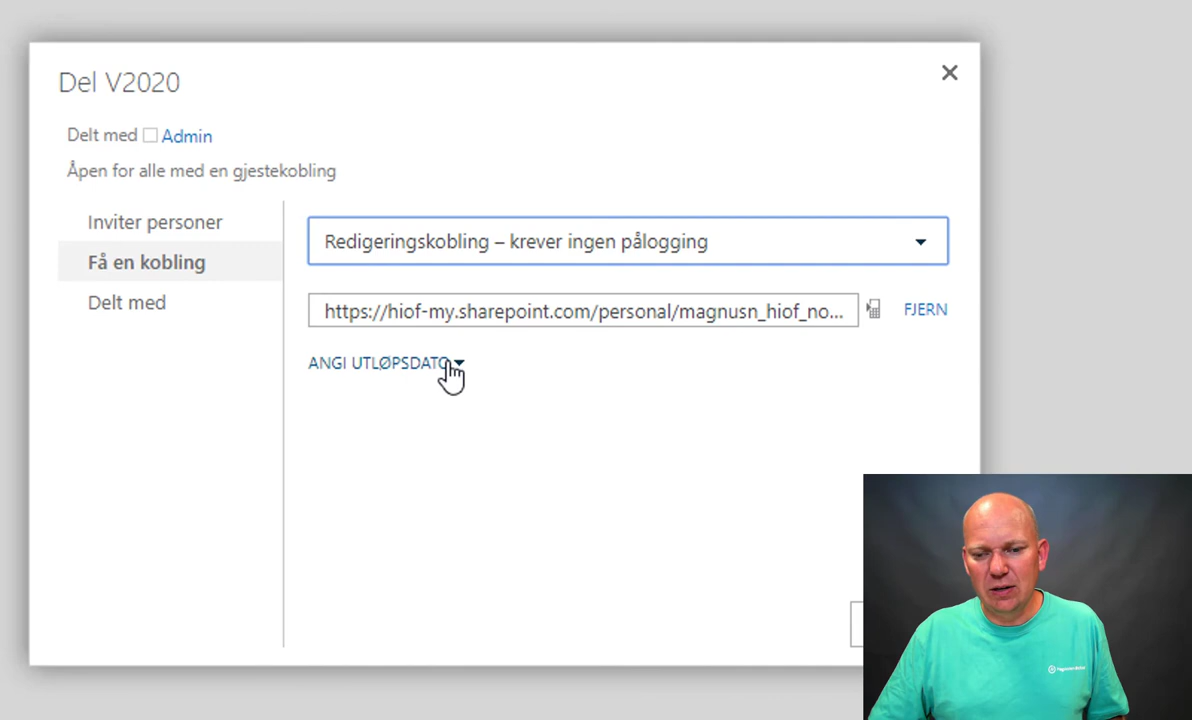 Del V2020
Delt med Admin
Åpen for alle med en gjestekobling
Inviter personer
Få en kobling
Delt med
Redigeringskobling – krever ingen pålogging
https://hiof-my.sharepoint.com/personal/magnusn_hiof_no...
FJERN
ANGI UTLØPSDATO